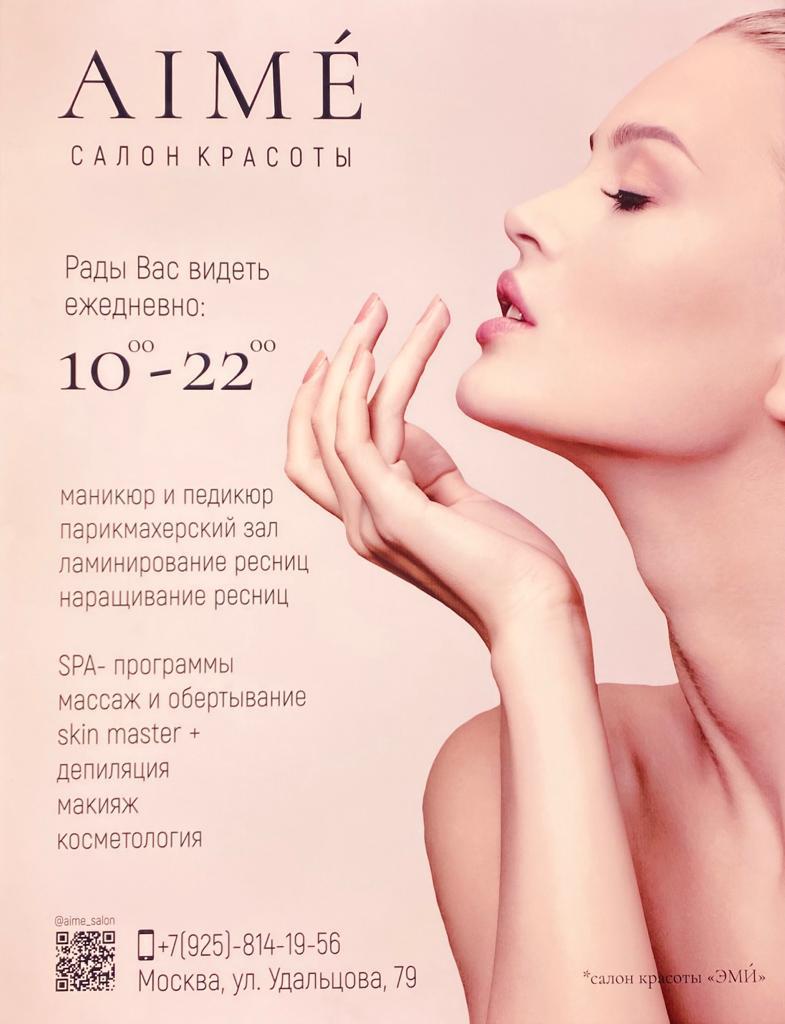 AIMÉ
САЛОН КРАСОТЫ
Рады Вас видеть
ежедневно:
10⁰⁰-22⁰⁰
маникюр и педикюр
парикмахерский зал
ламинирование ресниц
наращивание ресниц
SPA- программы
массаж и обертывание
skin master +
депиляция
макияж
косметология
@aime_salon
+7(925)-814-19-56
Москва, ул. Удальцова, 79
*салон красоты «ЭМИ́»